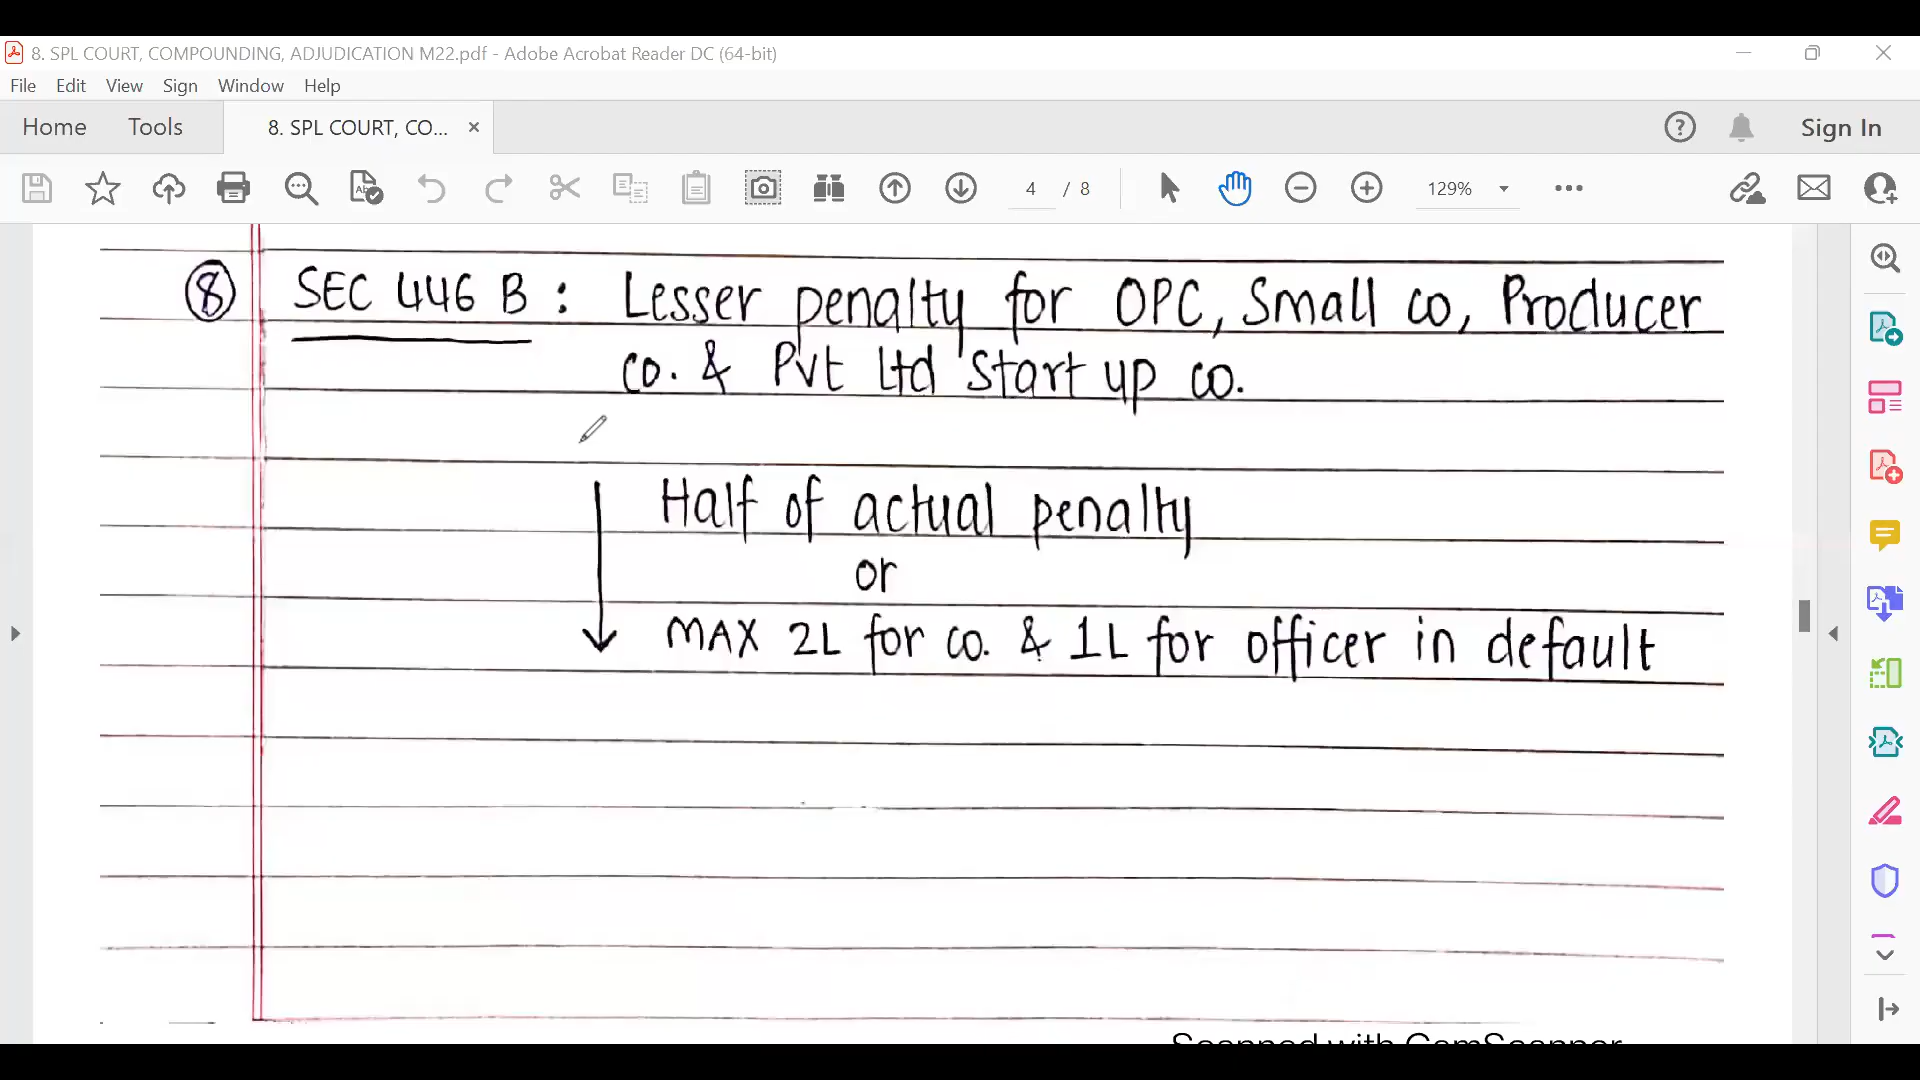 8. SPL COURT, COMPOUNDING, ADJUDICATION M22.pdf - Adobe Acrobat Reader DC (64-bit)
File Edit View Sign Window Help
Home Tools 8. SPL COURT, CO... × Sign In
4 / 8 129%
8 SEC 446 B : Lesser penalty for OPC, Small co, Producer
co. & Pvt Ltd Start up co.
Half of actual penalty
or
MAX 2L for co. & 1L for officer in default
Scanned with CamScanner